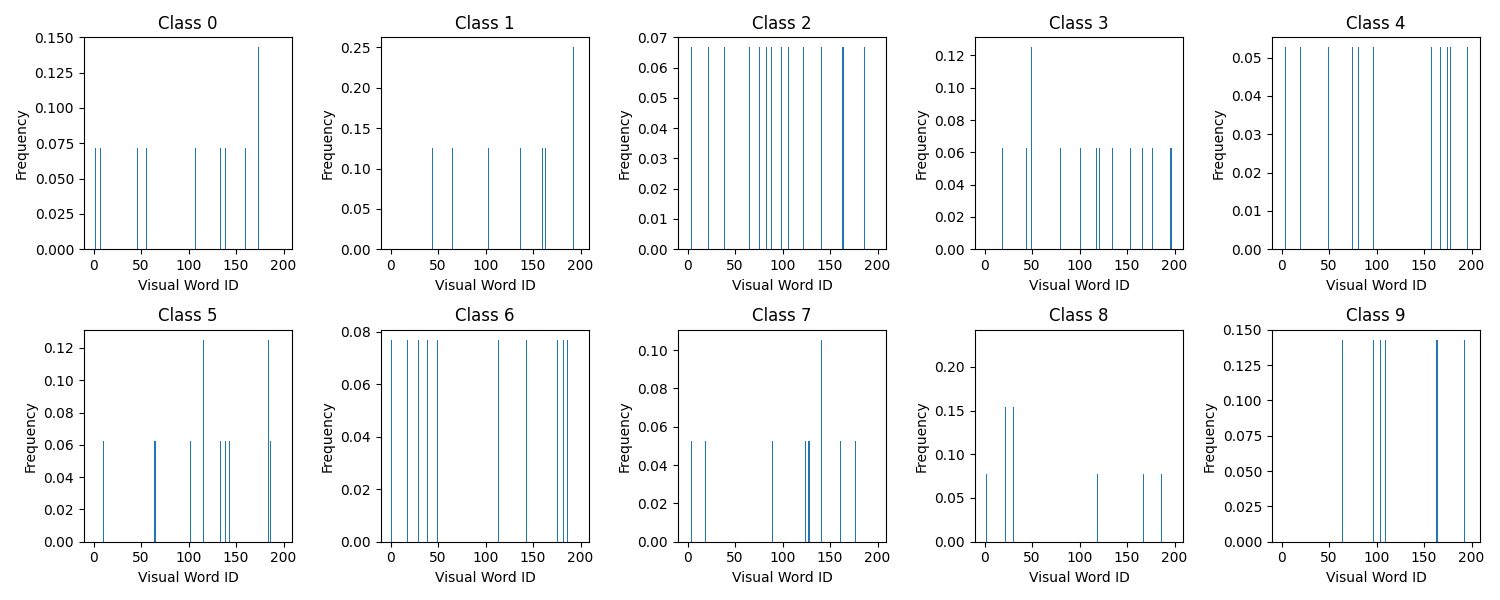 Class 0 Class 1 Class 2 Class 3 Class 4
0.150 0.25 0.07 0.12 0.05
0.125 0.20 0.06 0.10 0.04
0.100 0.15 0.05 0.08 0.03
0.075 0.10 0.04 0.06 0.02
0.050 0.05 0.03 0.04 0.01
0.025 0.00 0.02 0.02 0.00
0.000 0.01 0.00
0.00
Frequency Frequency Frequency Frequency Frequency
0 50 100 150 200 0 50 100 150 200 0 50 100 150 200 0 50 100 150 200 0 50 100 150 200
Visual Word ID Visual Word ID Visual Word ID Visual Word ID Visual Word ID
Class 5 Class 6 Class 7 Class 8 Class 9
0.12 0.08 0.10 0.20 0.150
0.10 0.06 0.08 0.15 0.125
0.08 0.04 0.06 0.10 0.100
0.06 0.02 0.04 0.05 0.075
0.04 0.00 0.02 0.00 0.050
0.02 0.00 0.025
0.00 0.000
Frequency Frequency Frequency Frequency Frequency
0 50 100 150 200 0 50 100 150 200 0 50 100 150 200 0 50 100 150 200 0 50 100 150 200
Visual Word ID Visual Word ID Visual Word ID Visual Word ID Visual Word ID